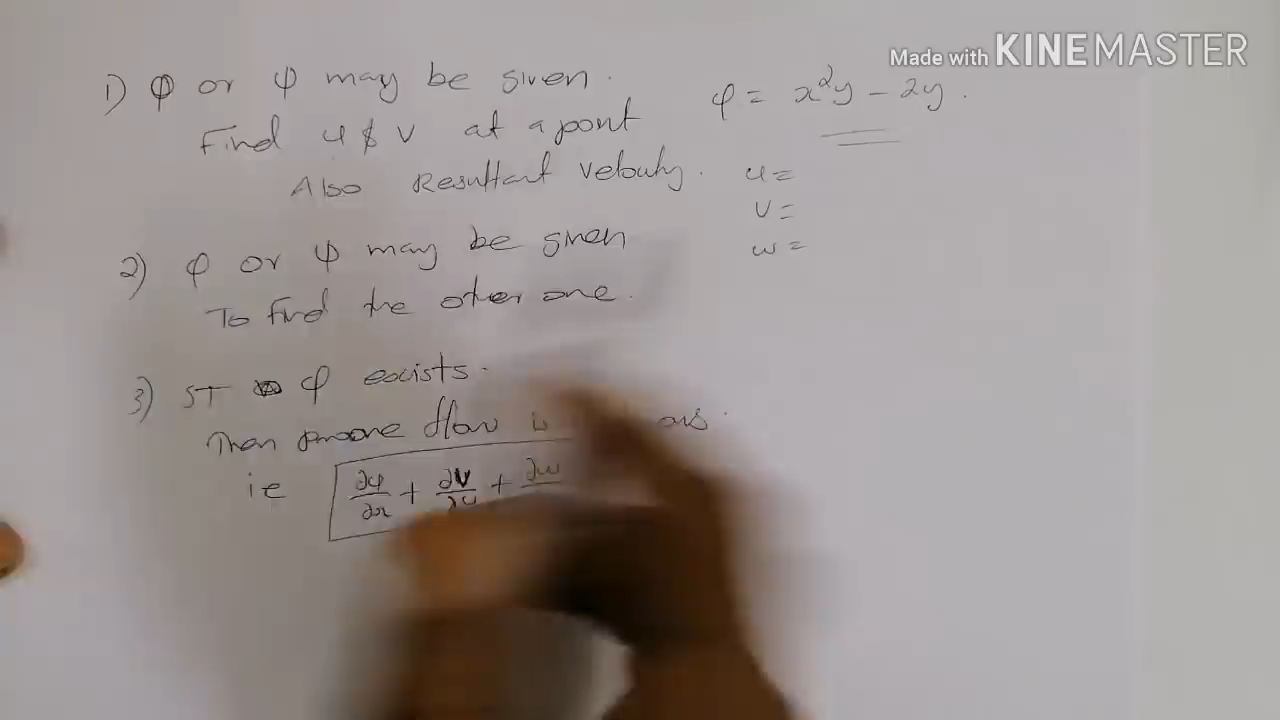 Made with KINEMASTER
1) φ or ψ may be given.
Find u & v at a point
Also Resultant Velocity.
φ = x²y - 2y.
u =
v =
w =
2) φ or ψ may be given
To find the other one.
3) ST φ exists.
Then prove flow is
ie ∂u/∂x + ∂v/∂y + ∂w